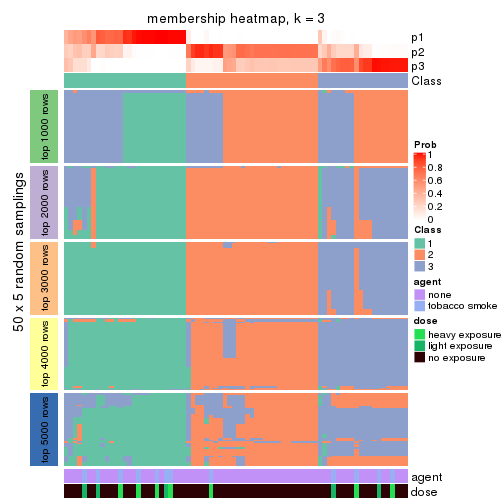 membership heatmap, k = 3
p1
p2
p3
Class
50 x 5 random samplings
top 1000 rows
top 2000 rows
top 3000 rows
top 4000 rows
top 5000 rows
Prob
1
0.8
0.6
0.4
0.2
0
Class
1
2
3
agent
none
tobacco smoke
dose
heavy exposure
light exposure
no exposure
agent
dose